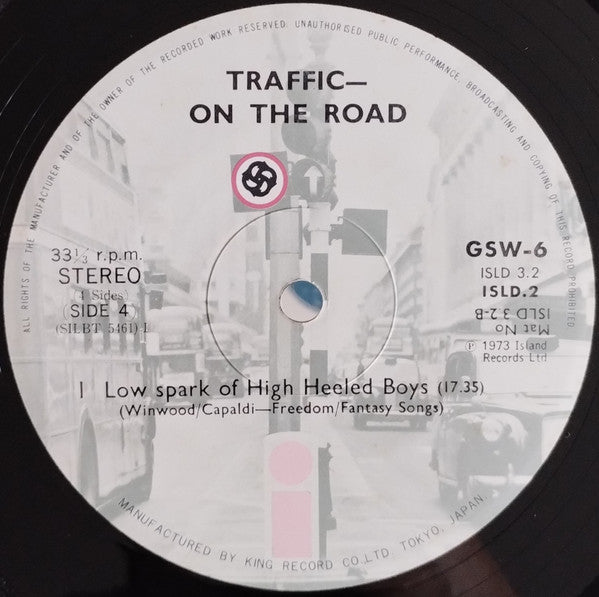 ALL RIGHTS OF THE MANUFACTURER AND OF THE OWNER OF THE RECORDED WORK RESERVED. UNAUTHORISED PUBLIC PERFORMANCE, BROADCASTING AND COPYING OF THIS RECORD PROHIBITED.
TRAFFIC—
ON THE ROAD
33⅓ r.p.m.
STEREO
(4 Sides)
(SIDE 4)
(SILBT 5461)-L
GSW-6
ISLD 3.2
ISLD.2
ISLD 3 2-B
Mat No
℗ 1973 Island
Records Ltd
1 Low spark of High Heeled Boys (17.35)
(Winwood/Capaldi—Freedom/Fantasy Songs)
MANUFACTURED BY KING RECORD CO., LTD. TOKYO, JAPAN